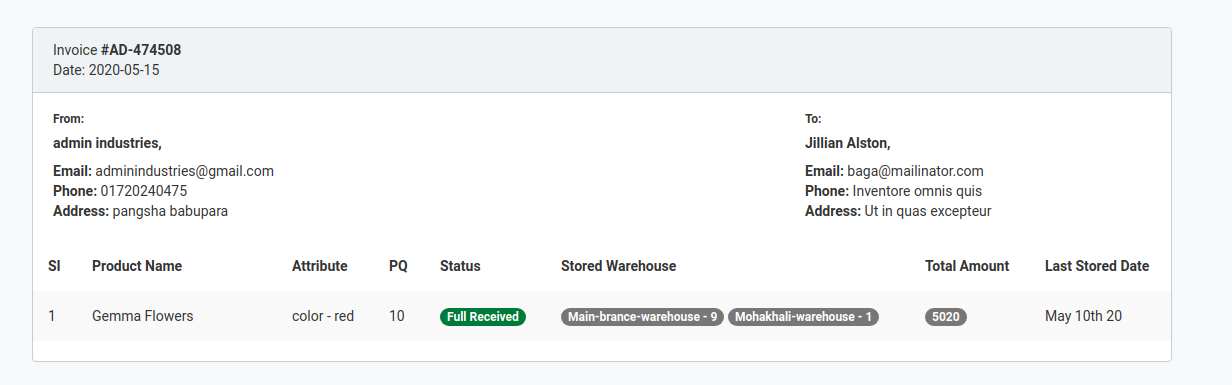 Invoice #AD-474508
Date: 2020-05-15
From:
admin industries,
Email: adminindustries@gmail.com
Phone: 01720240475
Address: pangsha babupara
To:
Jillian Alston,
Email: baga@mailinator.com
Phone: Inventore omnis quis
Address: Ut in quas excepteur
Sl Product Name Attribute PQ Status Stored Warehouse Total Amount Last Stored Date
1 Gemma Flowers color - red 10 Full Received Main-brance-warehouse - 9 Mohakhali-warehouse - 1 5020 May 10th 20